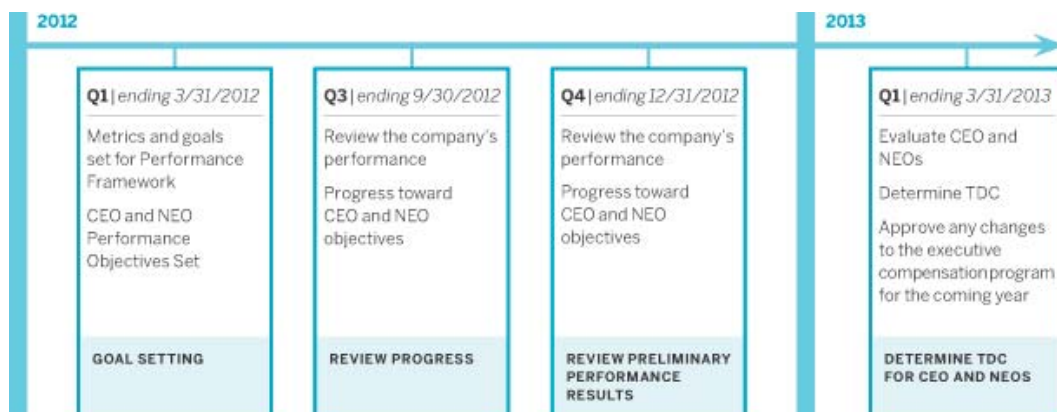 2012
2013
Q1 | ending 3/31/2012
Metrics and goals
set for Performance
Framework
CEO and NEO
Performance
Objectives Set
GOAL SETTING
Q3 | ending 9/30/2012
Review the company's
performance
Progress toward
CEO and NEO
objectives
REVIEW PROGRESS
Q4 | ending 12/31/2012
Review the company's
performance
Progress toward
CEO and NEO
objectives
REVIEW PRELIMINARY
PERFORMANCE
RESULTS
Q1 | ending 3/31/2013
Evaluate CEO and
NEOs
Determine TDC
Approve any changes
to the executive
compensation program
for the coming year
DETERMINE TDC
FOR CEO AND NEOS